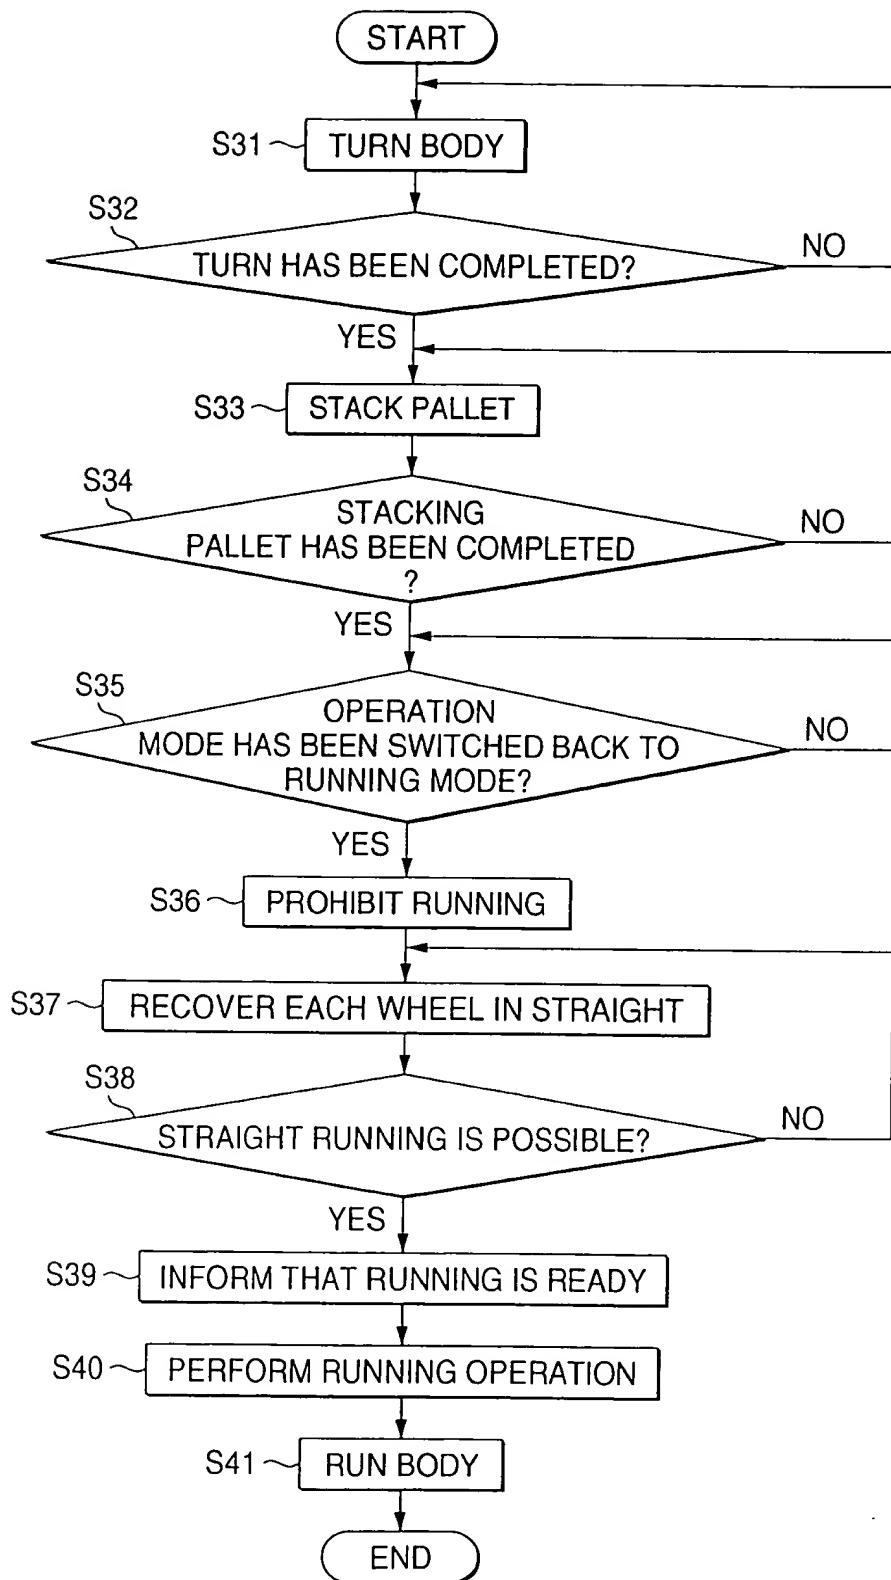 START
S31
TURN BODY
S32
TURN HAS BEEN COMPLETED?
NO
YES
S33
STACK PALLET
S34
STACKING
PALLET HAS BEEN COMPLETED
?
NO
YES
S35
OPERATION
MODE HAS BEEN SWITCHED BACK TO
RUNNING MODE?
NO
YES
S36
PROHIBIT RUNNING
S37
RECOVER EACH WHEEL IN STRAIGHT
S38
STRAIGHT RUNNING IS POSSIBLE?
NO
YES
S39
INFORM THAT RUNNING IS READY
S40
PERFORM RUNNING OPERATION
S41
RUN BODY
END